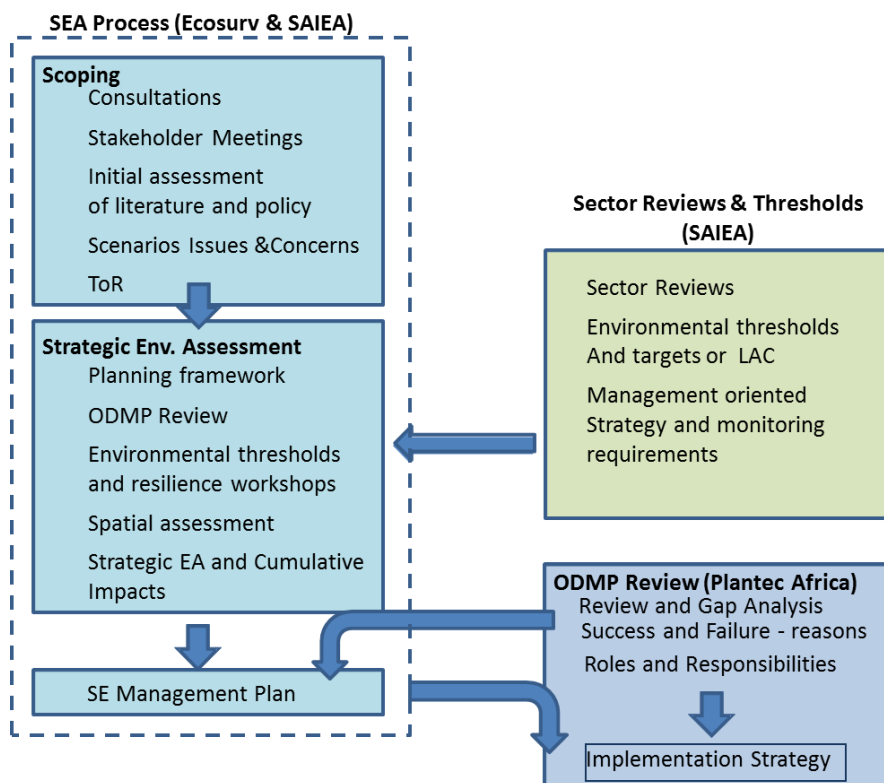 SEA Process (Ecosurv & SAIEA)
Scoping
Consultations
Stakeholder Meetings
Initial assessment
of literature and policy
Scenarios Issues &Concerns
ToR
Strategic Env. Assessment
Planning framework
ODMP Review
Environmental thresholds
and resilience workshops
Spatial assessment
Strategic EA and Cumulative
Impacts
SE Management Plan
Sector Reviews & Thresholds
(SAIEA)
Sector Reviews
Environmental thresholds
And targets or LAC
Management oriented
Strategy and monitoring
requirements
ODMP Review (Plantec Africa)
Review and Gap Analysis
Success and Failure - reasons
Roles and Responsibilities
Implementation Strategy